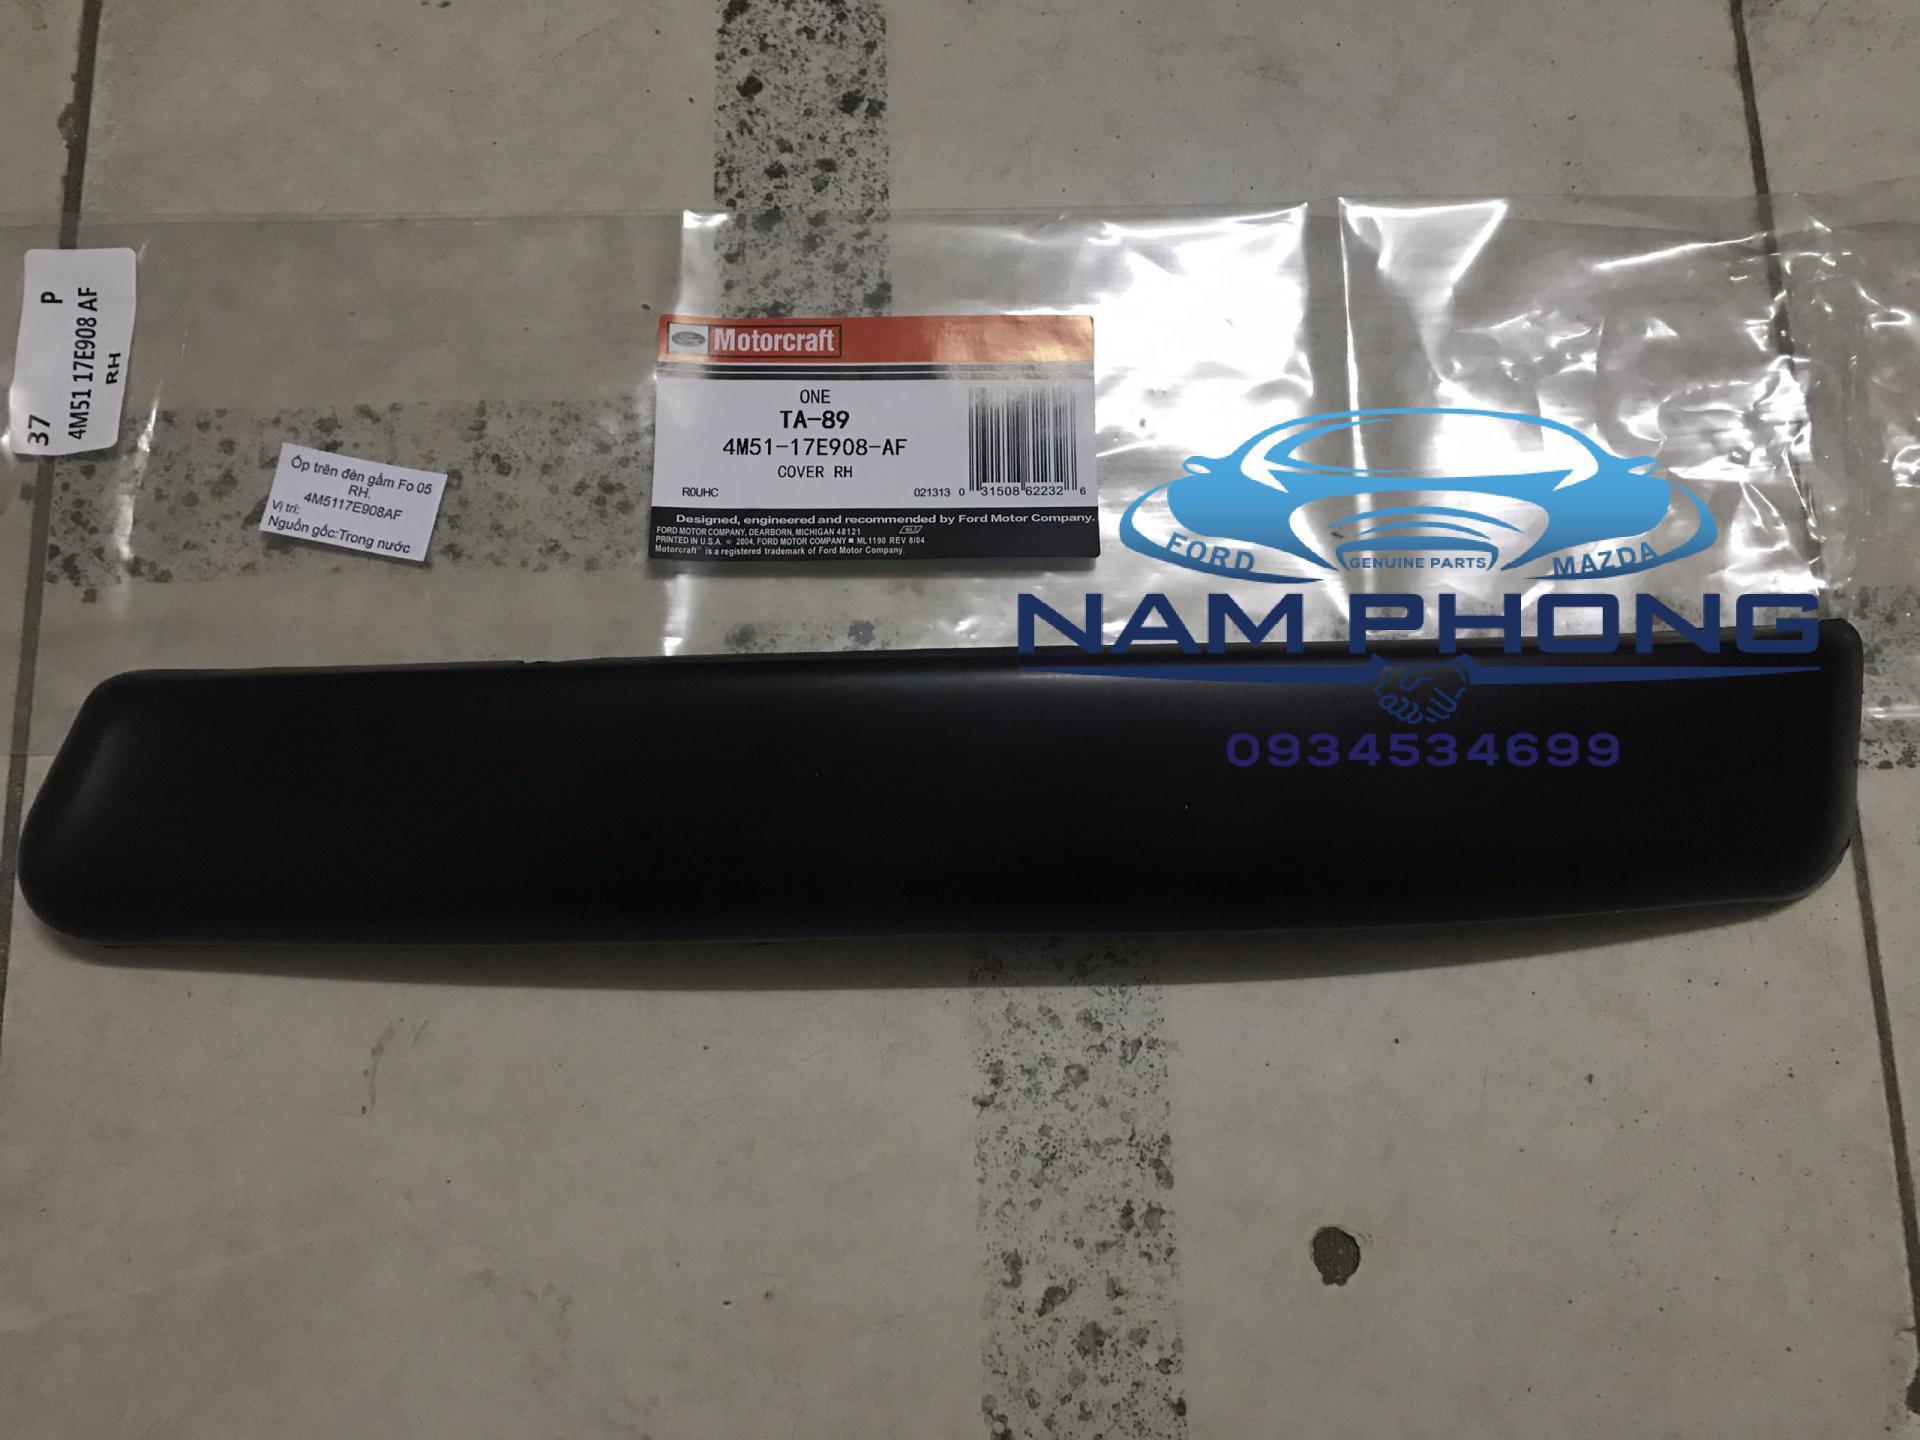 37 P
4M51 17E908 AF
RH
Ốp trên đèn gầm Fo 05
RH.
4M5117E908AF
Vị trí:
Nguồn gốc:Trong nước
Motorcraft
ONE
TA-89
4M51-17E908-AF
COVER RH
R0UHC
021313 0 31508 62232 6
Designed, engineered and recommended by Ford Motor Company.
FORD MOTOR COMPANY, DEARBORN, MICHIGAN 48121
PRINTED IN U.S.A. © 2004, FORD MOTOR COMPANY ■ ML1190 REV 8/04
Motorcraft® is a registered trademark of Ford Motor Company.
FORD GENUINE PARTS MAZDA
NAM PHONG
0934534699